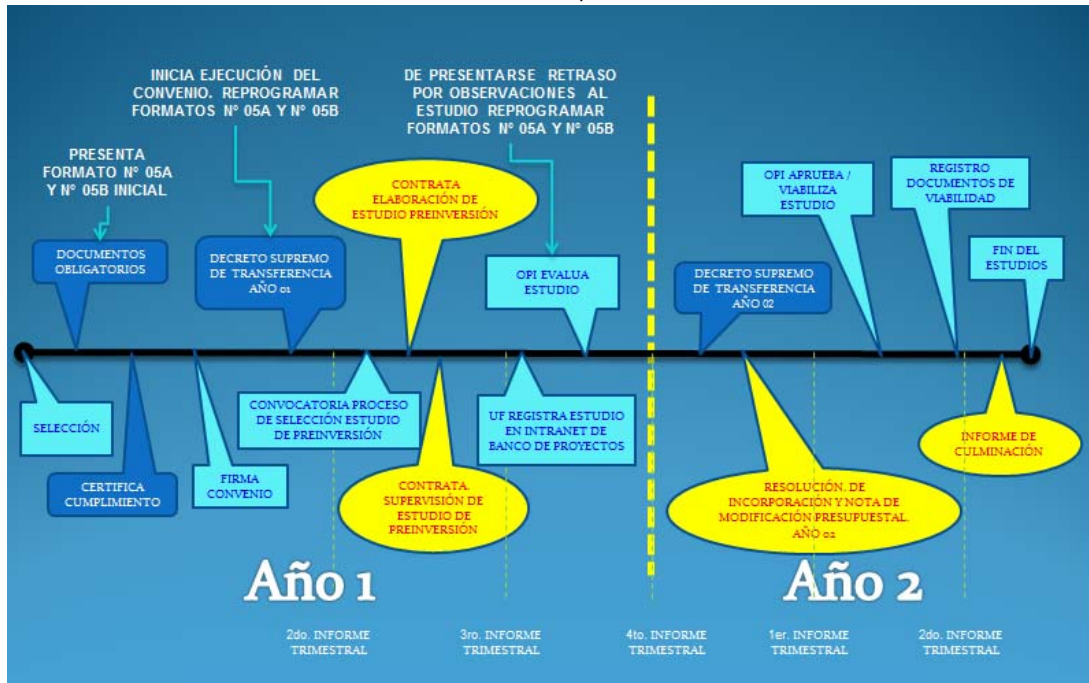 INICIA EJECUCIÓN DEL
CONVENIO. REPROGRAMAR
FORMATOS Nº 05A Y Nº 05B
DE PRESENTARSE RETRASO
POR OBSERVACIONES AL
ESTUDIO REPROGRAMAR
FORMATOS Nº 05A Y Nº 05B
PRESENTA
FORMATO Nº 05A
Y Nº 05B INICIAL
CONTRATA
ELABORACIÓN DE
ESTUDIO PREINVERSIÓN
OPI APRUEBA /
VIABILIZA
ESTUDIO
REGISTRO
DOCUMENTOS DE
VIABILIDAD
DOCUMENTOS
OBLIGATORIOS
DECRETO SUPREMO
DE TRANSFERENCIA
AÑO 01
OPI EVALUA
ESTUDIO
DECRETO SUPREMO
DE TRANSFERENCIA
AÑO 02
FIN DEL
ESTUDIOS
SELECCIÓN
CERTIFICA
CUMPLIMIENTO
FIRMA
CONVENIO
CONVOCATORIA PROCESO
DE SELECCIÓN ESTUDIO
DE PREINVERSIÓN
CONTRATA.
SUPERVISIÓN DE
ESTUDIO DE
PREINVERSIÓN
UF REGISTRA ESTUDIO
EN INTRANET DE
BANCO DE PROYECTOS
RESOLUCIÓN. DE
INCORPORACIÓN Y NOTA DE
MODIFICACIÓN PRESUPUESTAL.
AÑO 02
INFORME DE
CULMINACIÓN
Año 1
Año 2
2do. INFORME
TRIMESTRAL
3ro. INFORME
TRIMESTRAL
4to. INFORME
TRIMESTRAL
1er. INFORME
TRIMESTRAL
2do. INFORME
TRIMESTRAL